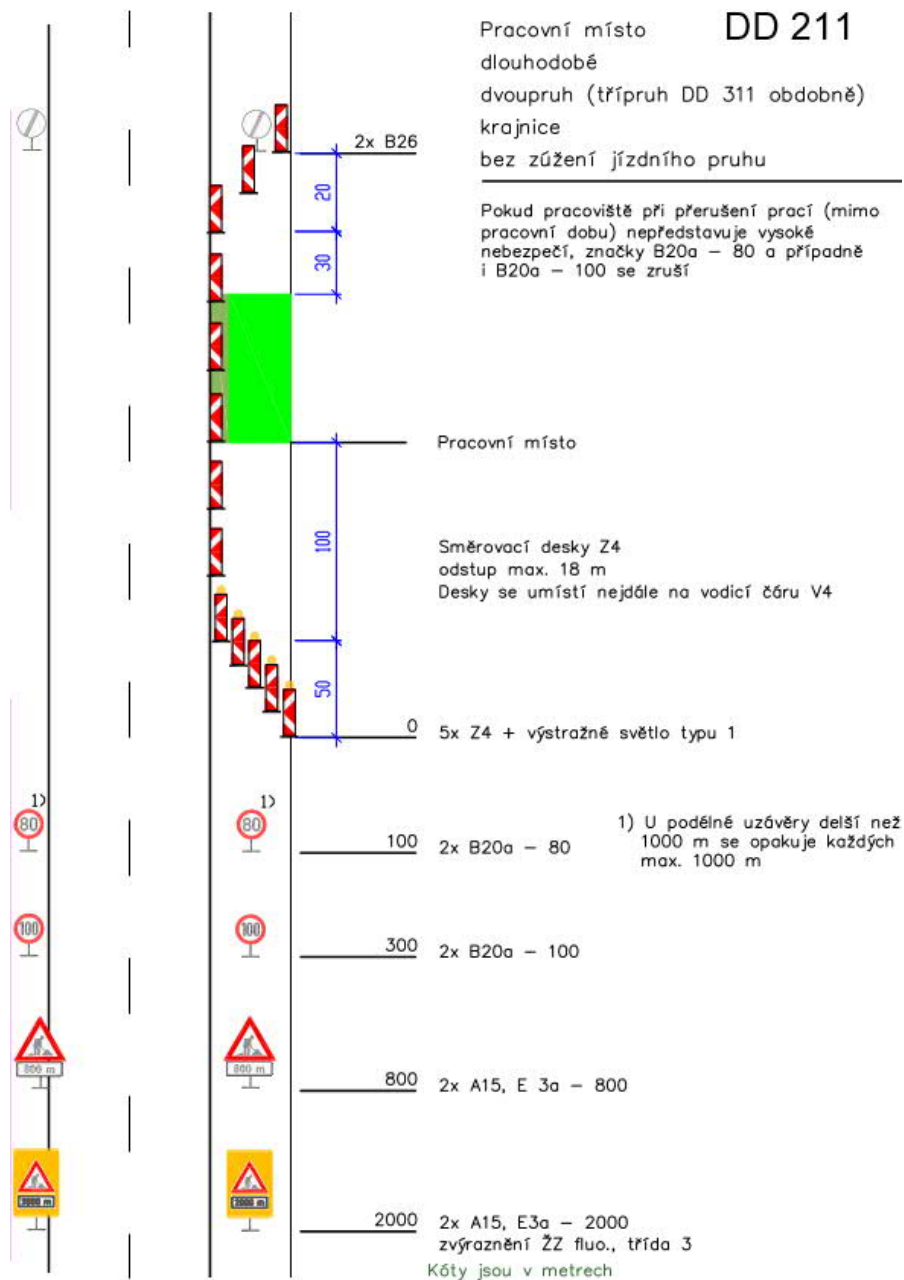 Pracovní místo DD 211
dlouhodobé
dvoupruh (třípruh DD 311 obdobně)
krajnice
bez zúžení jízdního pruhu
Pokud pracoviště při přerušení prací (mimo
pracovní dobu) nepředstavuje vysoké
nebezpečí, značky B20a – 80 a případně
i B20a – 100 se zruší
2x B26
20
30
Pracovní místo
100
Směrovací desky Z4
odstup max. 18 m
Desky se umístí nejdále na vodicí čáru V4
50
0 5x Z4 + výstražné světlo typu 1
1) 1)
80 80
100 2x B20a – 80
1) U podélné uzávěry delší než
1000 m se opakuje každých
max. 1000 m
100 100
300 2x B20a – 100
800 m 800 m
800 2x A15, E 3a – 800
2000 m 2000 m
2000 2x A15, E3a – 2000
zvýraznění ŽZ fluo., třída 3
Kóty jsou v metrech